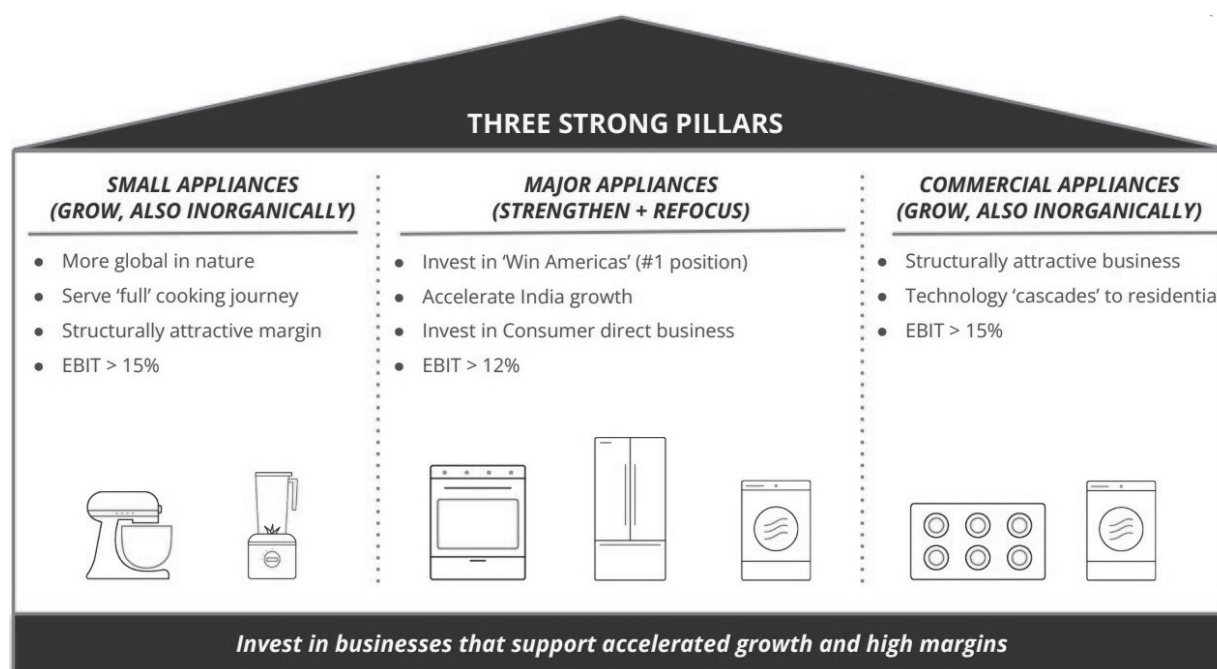 THREE STRONG PILLARS
SMALL APPLIANCES
(GROW, ALSO INORGANICALLY)
● More global in nature
● Serve ‘full’ cooking journey
● Structurally attractive margin
● EBIT > 15%
MAJOR APPLIANCES
(STRENGTHEN + REFOCUS)
● Invest in ‘Win Americas’ (#1 position)
● Accelerate India growth
● Invest in Consumer direct business
● EBIT > 12%
COMMERCIAL APPLIANCES
(GROW, ALSO INORGANICALLY)
● Structurally attractive business
● Technology ‘cascades’ to residentia
● EBIT > 15%
Invest in businesses that support accelerated growth and high margins